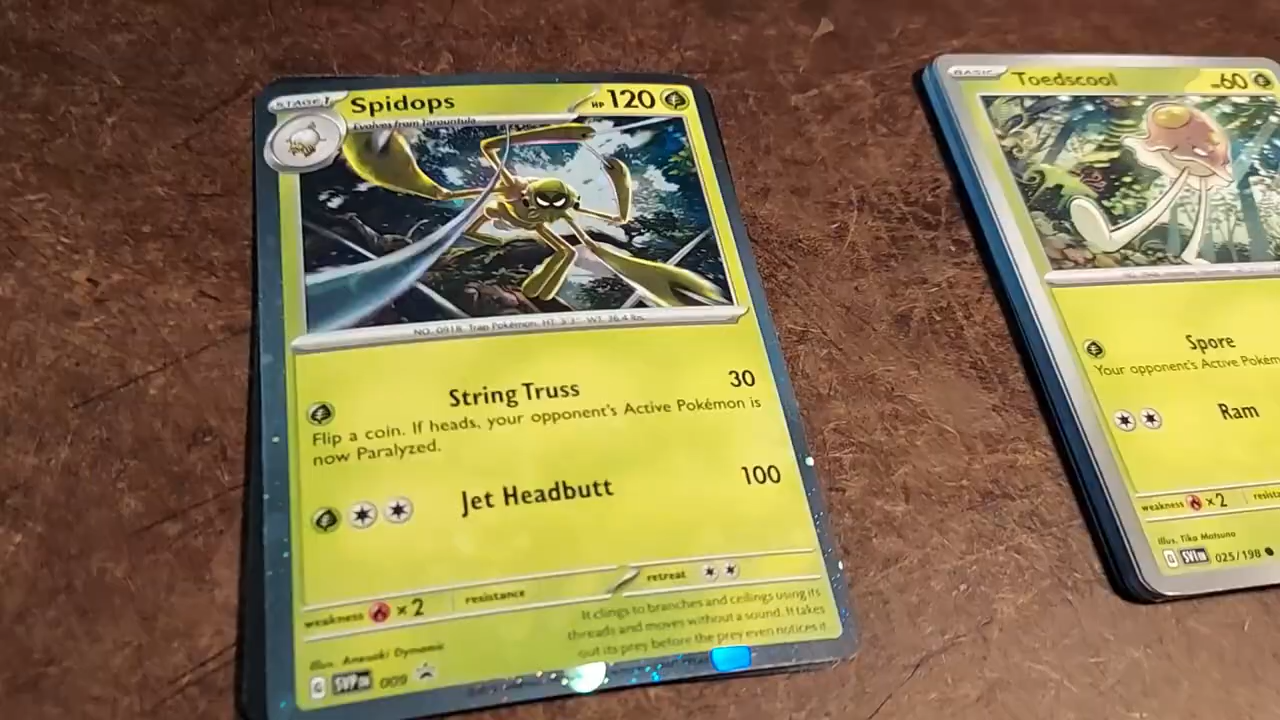 STAGE 1
Spidops
HP 120
Evolves from Tarountula
NO. 0918 Trap Pokémon HT: 3'3" WT: 36.4 lbs.
String Truss 30
Flip a coin. If heads, your opponent's Active Pokémon is
now Paralyzed.
Jet Headbutt 100
weakness ×2 resistance retreat
It clings to branches and ceilings using its
threads and moves without a sound. It takes
out its prey before the prey even notices it
Illus. Anesaki Dynamic
G SVP EN 009
BASIC
Toedscool
60
Spore
Your opponent's Active Pokém
Ram
weakness ×2 resista
Illus. Tika Matsuno
G SVI EN 025/198